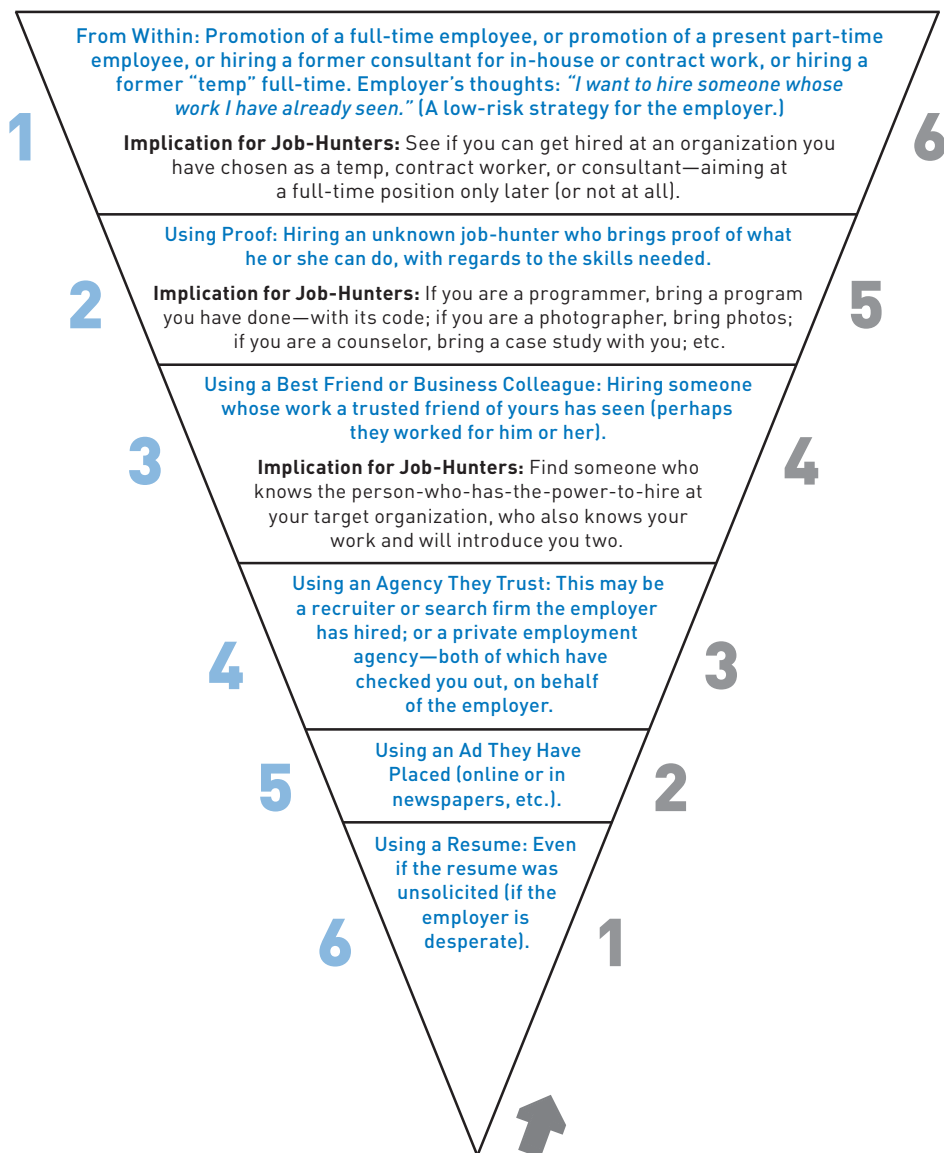 From Within: Promotion of a full-time employee, or promotion of a present part-time
employee, or hiring a former consultant for in-house or contract work, or hiring a
former “temp” full-time. Employer’s thoughts: “I want to hire someone whose
work I have already seen.” (A low-risk strategy for the employer.)
1
6
Implication for Job-Hunters: See if you can get hired at an organization you
have chosen as a temp, contract worker, or consultant—aiming at
a full-time position only later (or not at all).
Using Proof: Hiring an unknown job-hunter who brings proof of what
he or she can do, with regards to the skills needed.
2
5
Implication for Job-Hunters: If you are a programmer, bring a program
you have done—with its code; if you are a photographer, bring photos;
if you are a counselor, bring a case study with you; etc.
Using a Best Friend or Business Colleague: Hiring someone
whose work a trusted friend of yours has seen (perhaps
they worked for him or her).
3
4
Implication for Job-Hunters: Find someone who
knows the person-who-has-the-power-to-hire at
your target organization, who also knows your
work and will introduce you two.
Using an Agency They Trust: This may be
a recruiter or search firm the employer
has hired; or a private employment
agency—both of which have
checked you out, on behalf
of the employer.
4
3
Using an Ad They Have
Placed (online or in
newspapers, etc.).
5
2
Using a Resume: Even
if the resume was
unsolicited (if the
employer is
desperate).
6
1